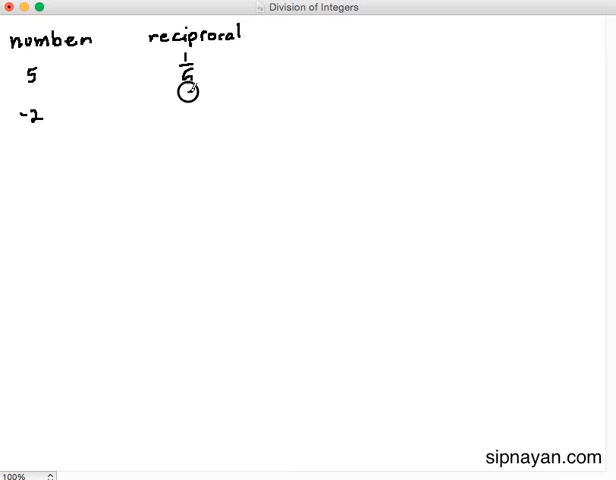 Division of Integers
number reciprocal
5 1/5
-2
sipnayan.com
100%